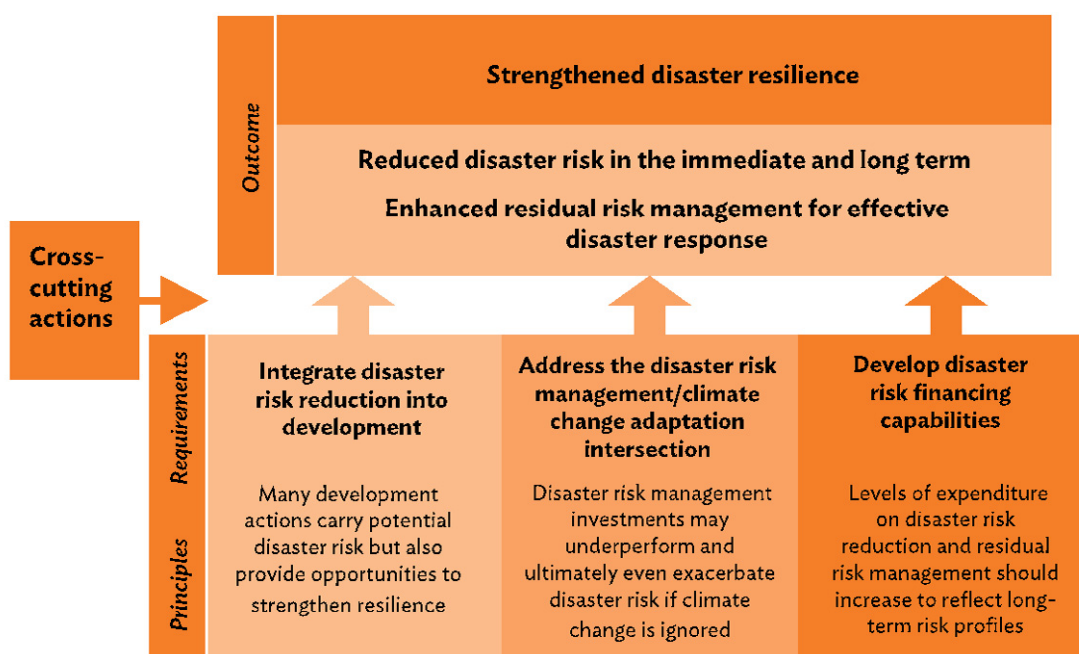 Strengthened disaster resilience
Outcome
Reduced disaster risk in the immediate and long term
Enhanced residual risk management for effective
disaster response
Cross-
cutting
actions
Requirements
Integrate disaster
risk reduction into
development
Address the disaster risk
management/climate
change adaptation
intersection
Develop disaster
risk financing
capabilities
Principles
Many development
actions carry potential
disaster risk but also
provide opportunities to
strengthen resilience
Disaster risk management
investments may
underperform and
ultimately even exacerbate
disaster risk if climate
change is ignored
Levels of expenditure
on disaster risk
reduction and residual
risk management should
increase to reflect long-
term risk profiles